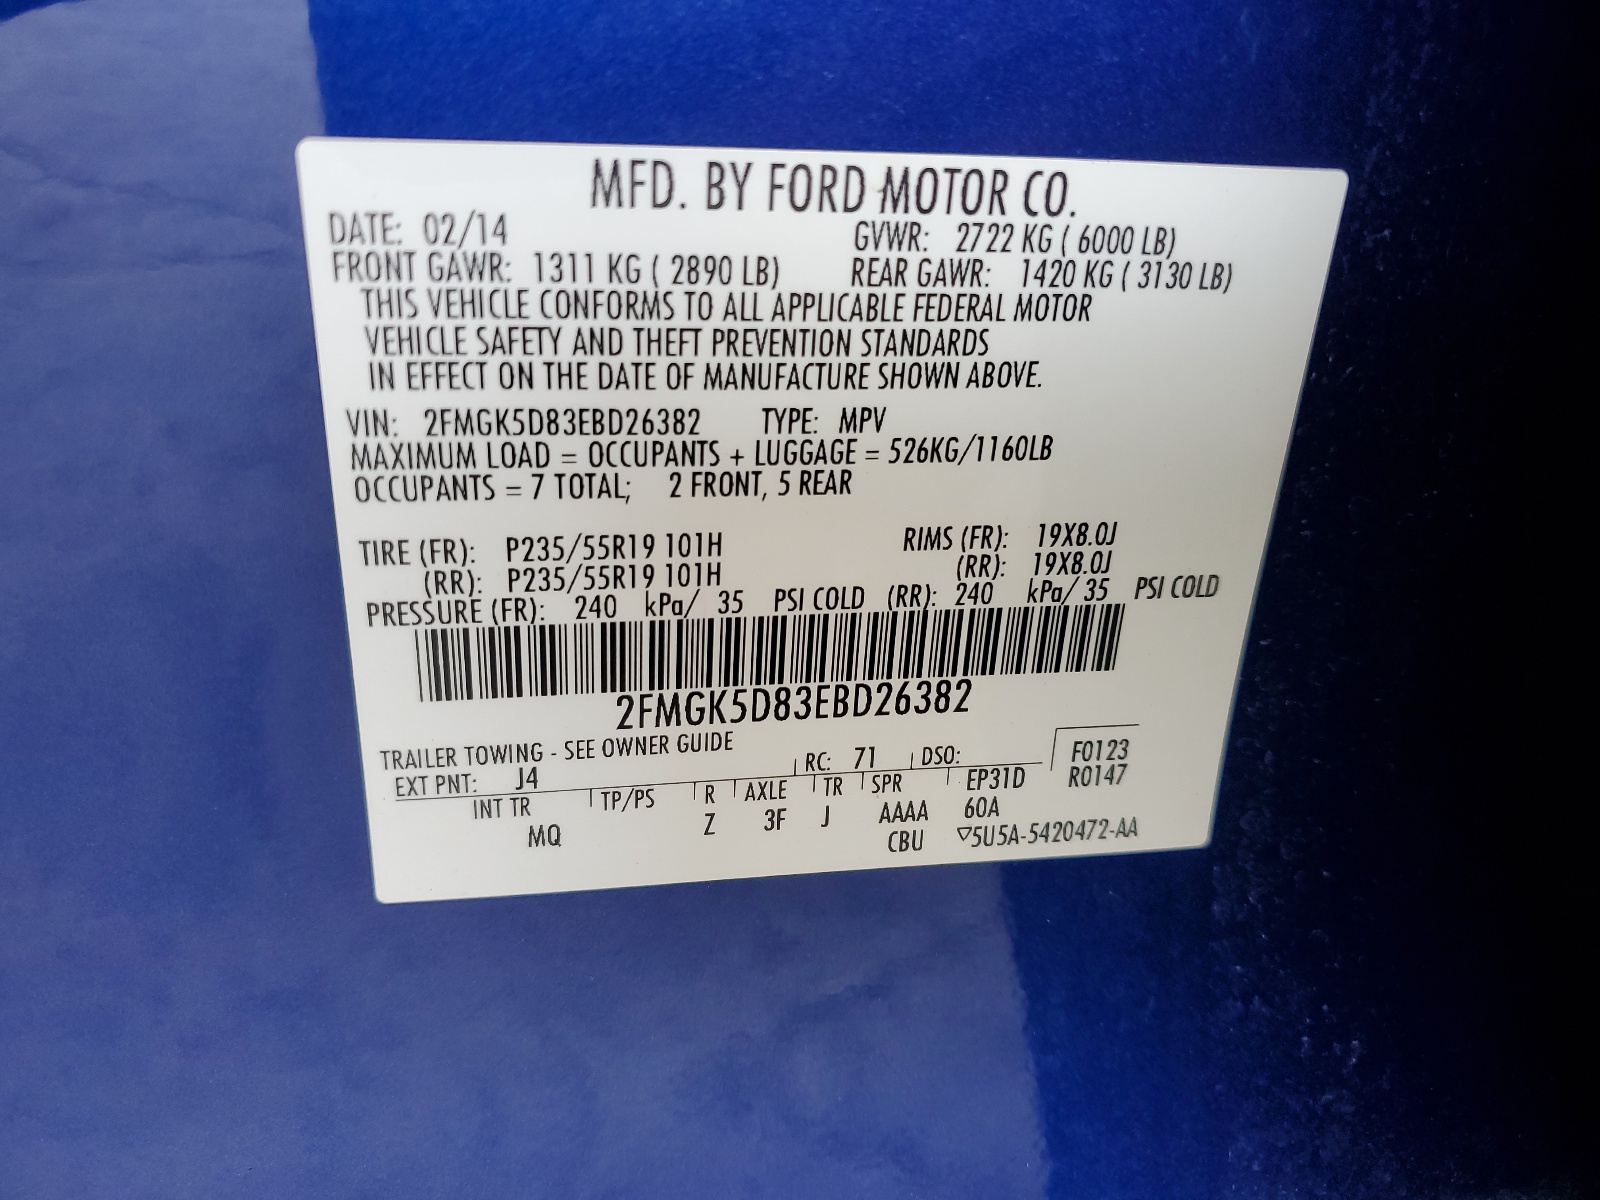 MFD. BY FORD MOTOR CO.
DATE: 02/14 GVWR: 2722 KG ( 6000 LB)
FRONT GAWR: 1311 KG ( 2890 LB) REAR GAWR: 1420 KG ( 3130 LB)
THIS VEHICLE CONFORMS TO ALL APPLICABLE FEDERAL MOTOR
VEHICLE SAFETY AND THEFT PREVENTION STANDARDS
IN EFFECT ON THE DATE OF MANUFACTURE SHOWN ABOVE.
VIN: 2FMGK5D83EBD26382 TYPE: MPV
MAXIMUM LOAD = OCCUPANTS + LUGGAGE = 526KG/1160LB
OCCUPANTS = 7 TOTAL; 2 FRONT, 5 REAR
TIRE (FR): P235/55R19 101H RIMS (FR): 19X8.0J
(RR): P235/55R19 101H (RR): 19X8.0J
PRESSURE (FR): 240 kPa/ 35 PSI COLD (RR): 240 kPa/ 35 PSI COLD
2FMGK5D83EBD26382
TRAILER TOWING - SEE OWNER GUIDE
EXT PNT: J4 RC: 71 DSO: F0123
INT TR TP/PS R AXLE TR SPR EP31D R0147
MQ Z 3F J AAAA 60A
CBU ▽5U5A-5420472-AA